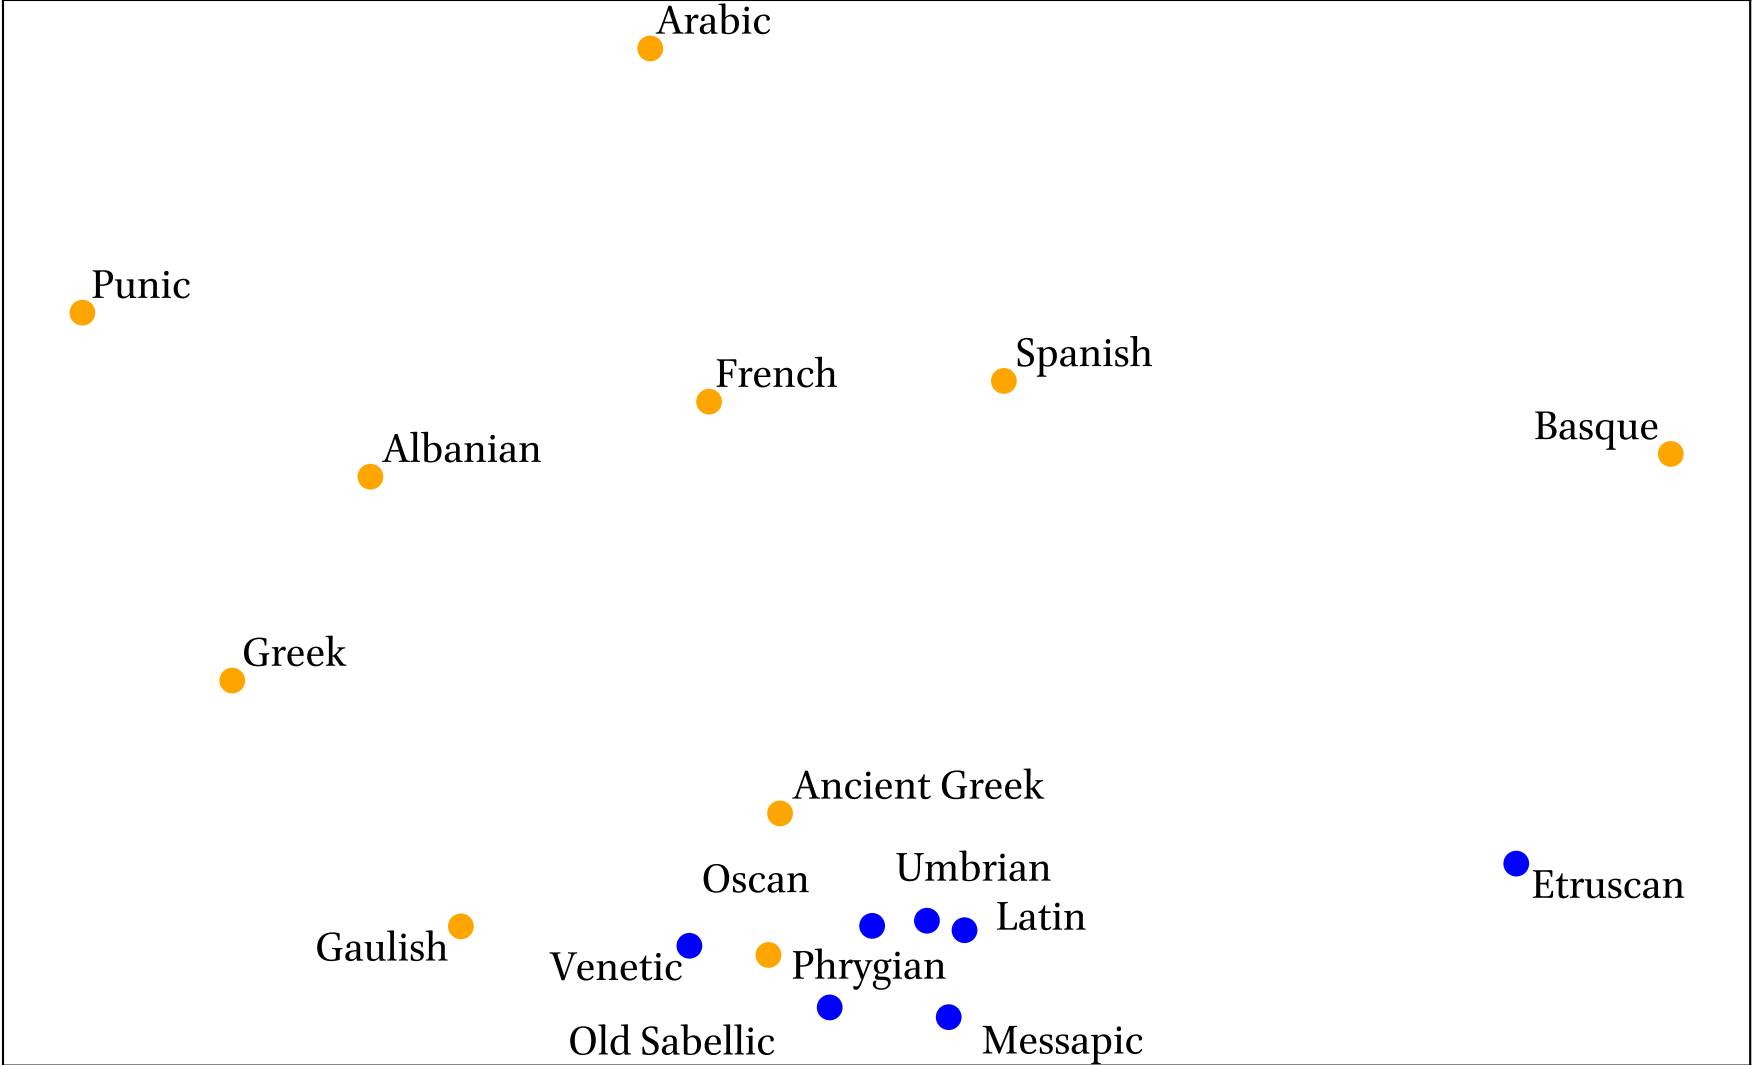 Arabic
Punic
Spanish
French
Basque
Albanian
Greek
Ancient Greek
Umbrian
Oscan
Etruscan
Latin
Gaulish
Venetic
Phrygian
Old Sabellic
Messapic